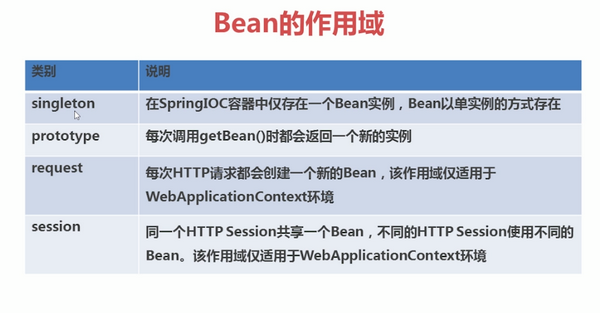 Bean的作用域
类别 说明
singleton 在SpringIOC容器中仅存在一个Bean实例，Bean以单实例的方式存在
prototype 每次调用getBean()时都会返回一个新的实例
request 每次HTTP请求都会创建一个新的Bean，该作用域仅适用于
WebApplicationContext环境
session 同一个HTTP Session共享一个Bean，不同的HTTP Session使用不同的
Bean。该作用域仅适用于WebApplicationContext环境